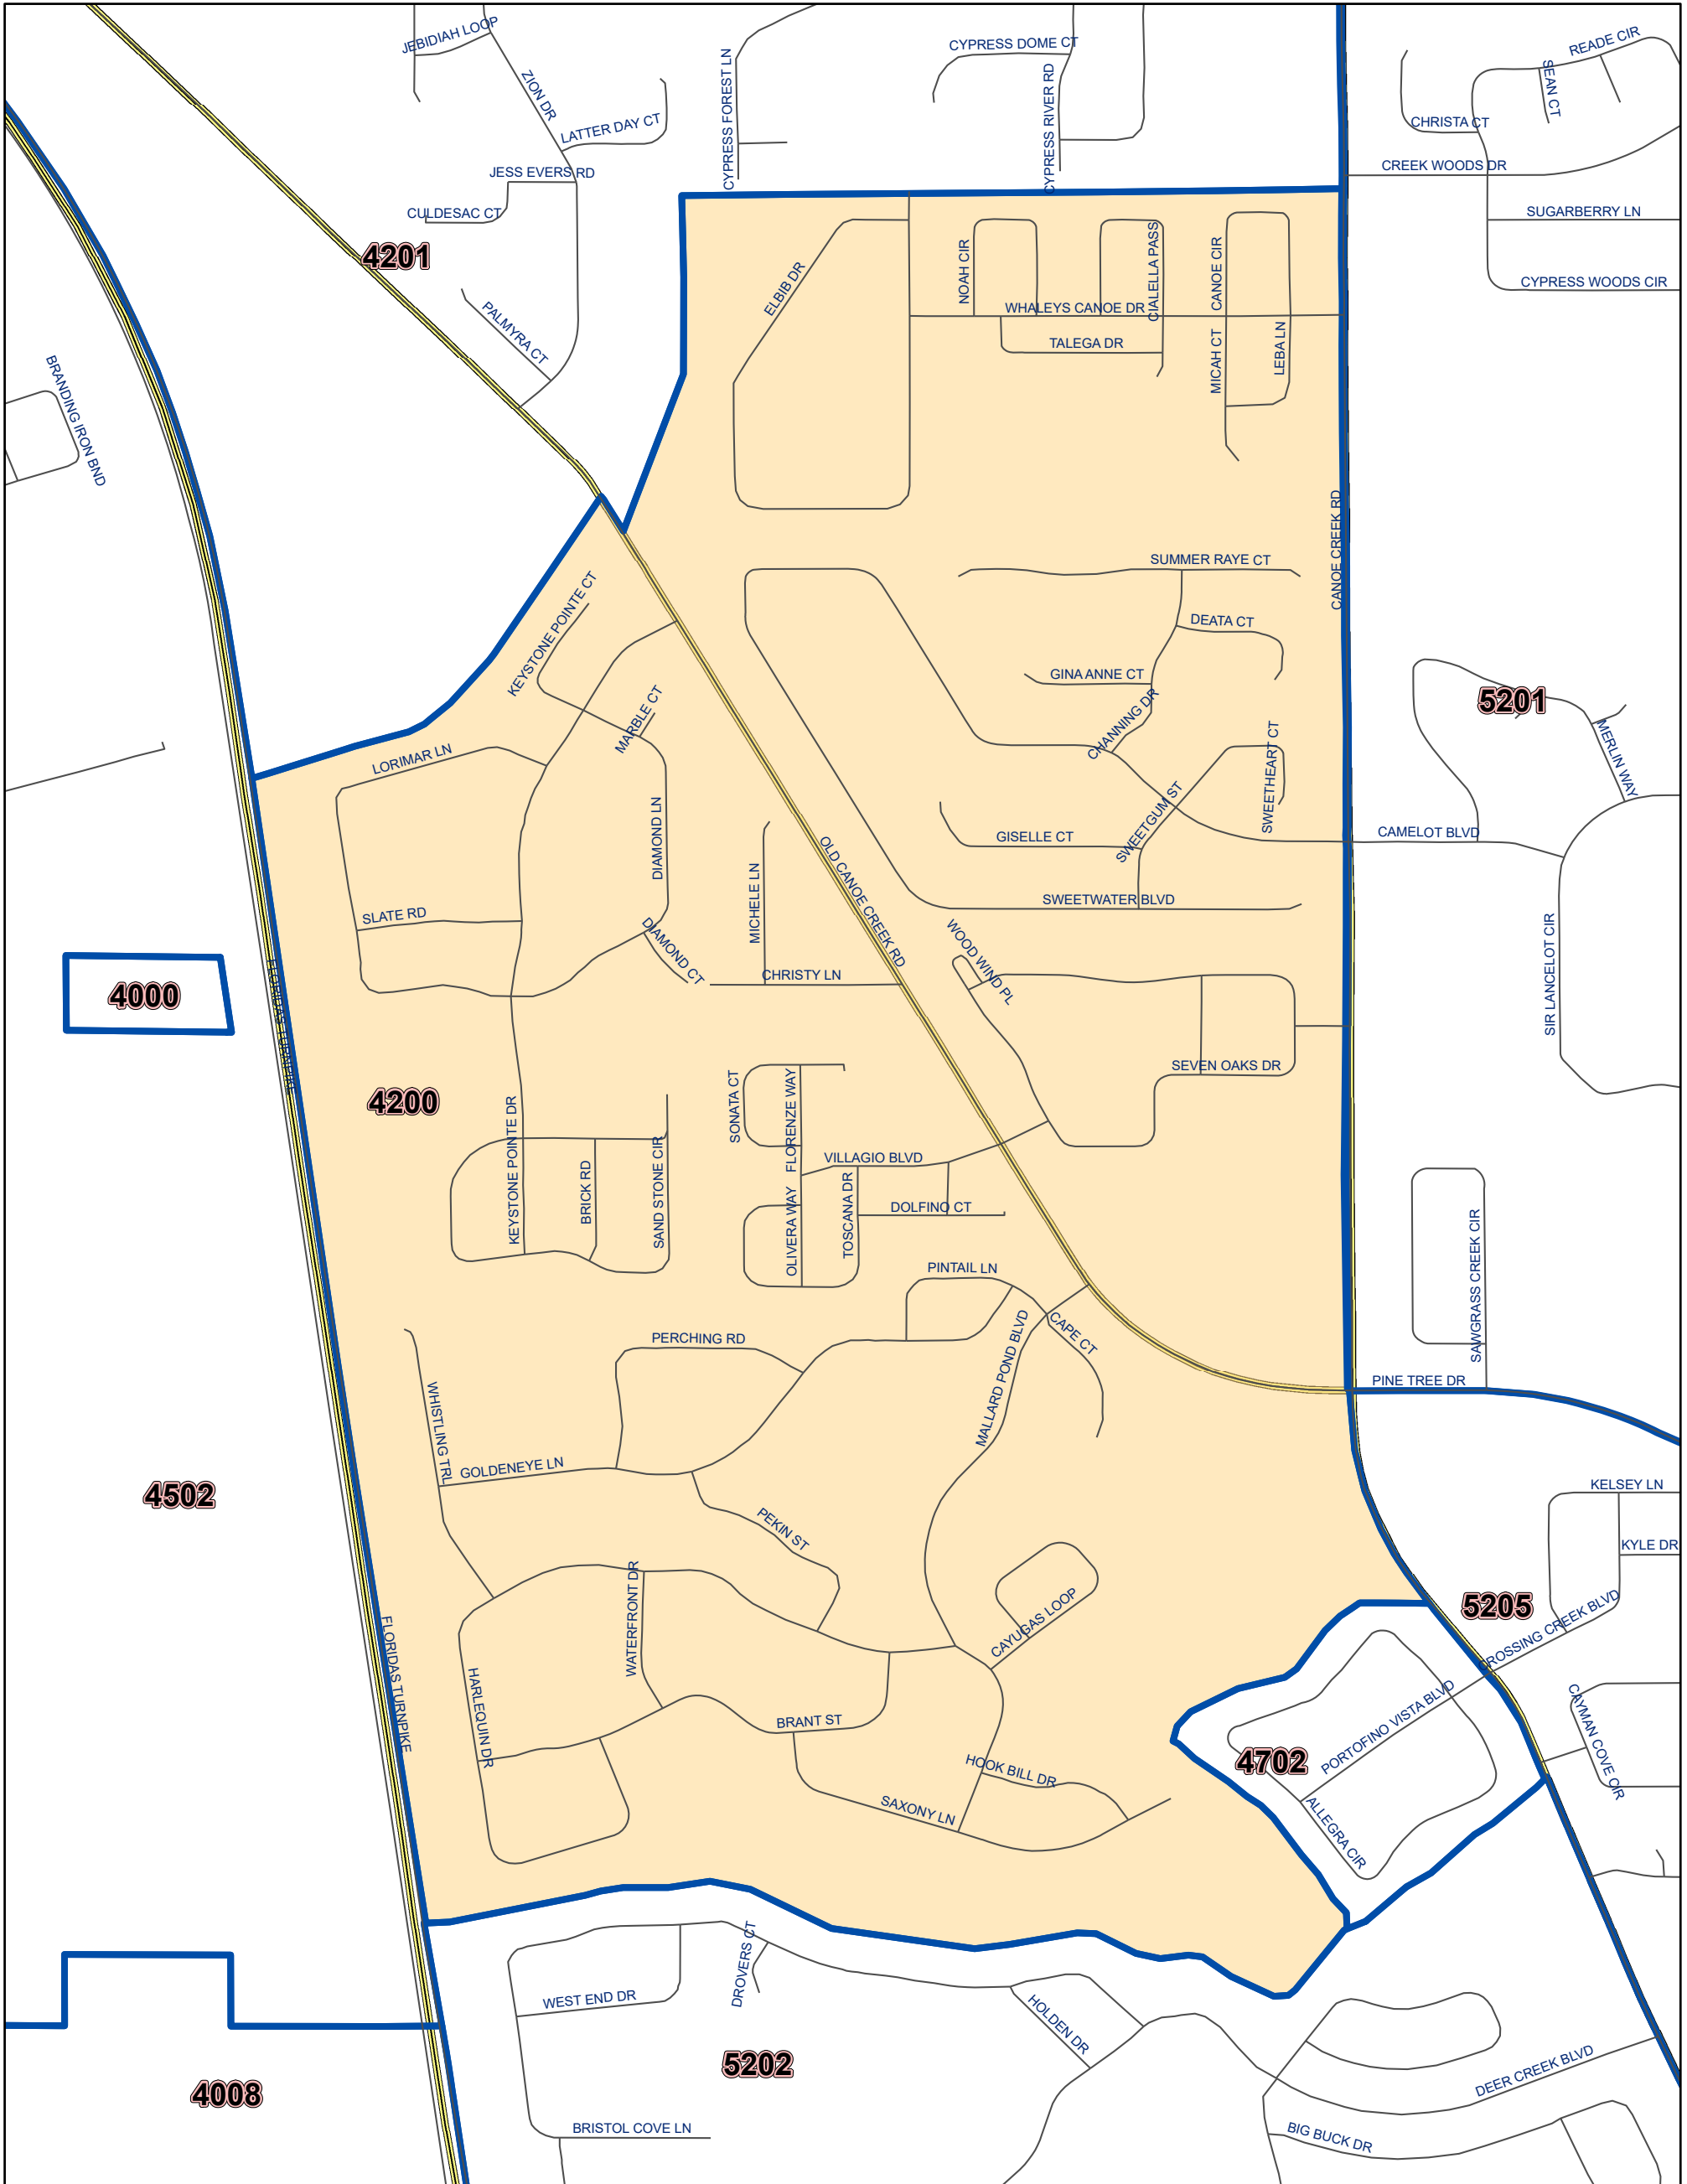 JEBIDIAH LOOP
ZION DR
LATTER DAY CT
JESS EVERS RD
CULDESAC CT
4201
PALMYRA CT
CYPRESS FOREST LN
CYPRESS DOME CT
CYPRESS RIVER RD
READE CIR
SEAN CT
CHRISTA CT
CREEK WOODS DR
SUGARBERRY LN
CYPRESS WOODS CIR
BRANDING IRON BND
ELBIB DR
NOAH CIR
CIALELLA PASS
CANOE CIR
WHALEYS CANOE DR
TALEGA DR
MICAH CT
LEBA LN
CANOE CREEK RD
SUMMER RAYE CT
DEATA CT
GINA ANNE CT
CHANNING DR
KEYSTONE POINTE CT
MARBLE CT
LORIMAR LN
5201
MERLIN WAY
SWEETHEART CT
SWEETGUM ST
GISELLE CT
CAMELOT BLVD
DIAMOND LN
MICHELE LN
OLD CANOE CREEK RD
SWEETWATER BLVD
SLATE RD
DIAMOND CT
CHRISTY LN
WOOD WIND PL
SIR LANCELOT CIR
4000
FLORIDAS TURNPIKE
4200
SEVEN OAKS DR
SONATA CT
FLORENZE WAY
KEYSTONE POINTE DR
BRICK RD
SAND STONE CIR
VILLAGIO BLVD
OLIVERA WAY
TOSCANA DR
DOLFINO CT
SAWGRASS CREEK CIR
PINTAIL LN
PERCHING RD
MALLARD POND BLVD
CAPE CT
PINE TREE DR
WHISTLING TRL
GOLDENEYE LN
4502
KELSEY LN
PEKIN ST
KYLE DR
WATERFRONT DR
CAYUGAS LOOP
5205
CROSSING CREEK BLVD
FLORIDAS TURNPIKE
HARLEQUIN DR
BRANT ST
PORTOFINO VISTA BLVD
CAYMAN COVE CIR
4702
HOOK BILL DR
SAXONY LN
ALLEGRA CIR
DROVERS CT
WEST END DR
HOLDEN DR
5202
4008
DEER CREEK BLVD
BRISTOL COVE LN
BIG BUCK DR